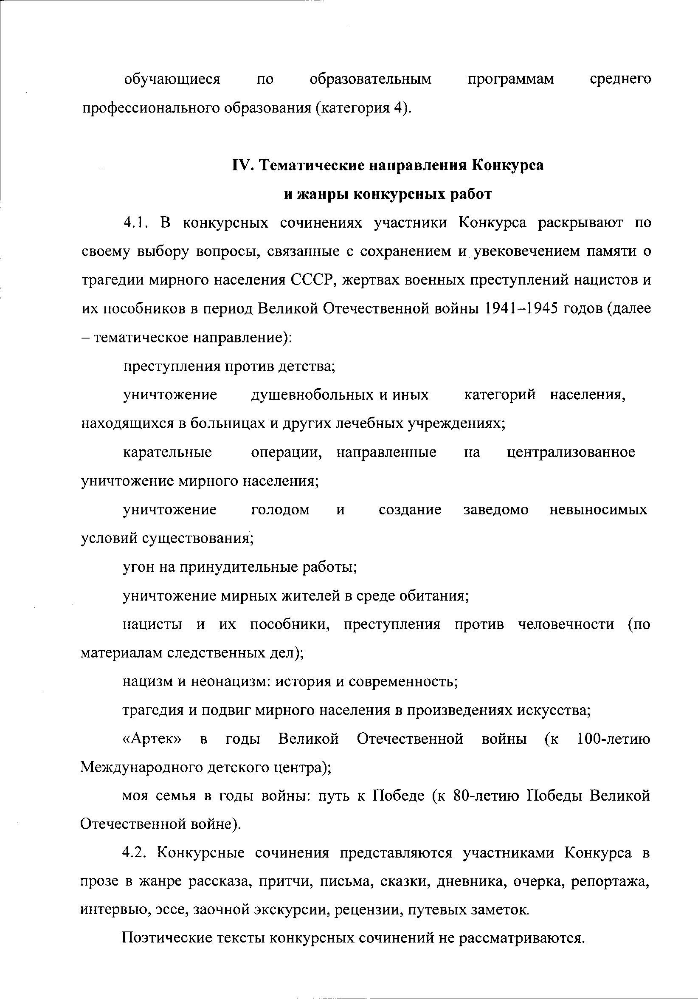 обучающиеся по образовательным программам среднего
профессионального образования (категория 4).
IV. Тематические направления Конкурса
и жанры конкурсных работ
4.1. В конкурсных сочинениях участники Конкурса раскрывают по
своему выбору вопросы, связанные с сохранением и увековечением памяти о
трагедии мирного населения СССР, жертвах военных преступлений нацистов и
их пособников в период Великой Отечественной войны 1941–1945 годов (далее
– тематическое направление):
преступления против детства;
уничтожение душевнобольных и иных категорий населения,
находящихся в больницах и других лечебных учреждениях;
карательные операции, направленные на централизованное
уничтожение мирного населения;
уничтожение голодом и создание заведомо невыносимых
условий существования;
угон на принудительные работы;
уничтожение мирных жителей в среде обитания;
нацисты и их пособники, преступления против человечности (по
материалам следственных дел);
нацизм и неонацизм: история и современность;
трагедия и подвиг мирного населения в произведениях искусства;
«Артек» в годы Великой Отечественной войны (к 100-летию
Международного детского центра);
моя семья в годы войны: путь к Победе (к 80-летию Победы Великой
Отечественной войне).
4.2. Конкурсные сочинения представляются участниками Конкурса в
прозе в жанре рассказа, притчи, письма, сказки, дневника, очерка, репортажа,
интервью, эссе, заочной экскурсии, рецензии, путевых заметок.
Поэтические тексты конкурсных сочинений не рассматриваются.